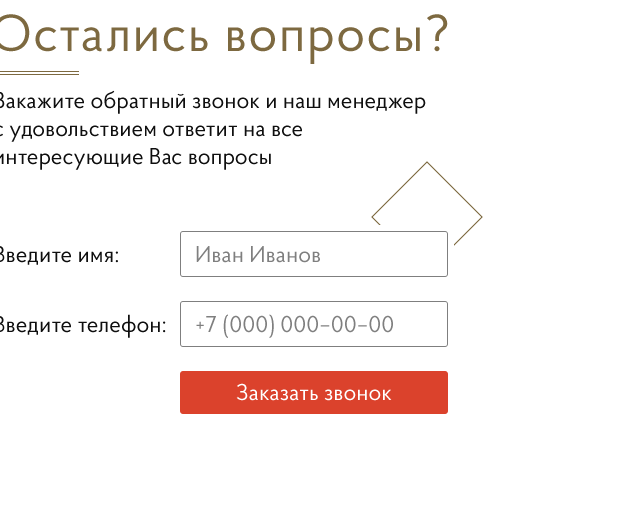 Остались вопросы?
Закажите обратный звонок и наш менеджер
с удовольствием ответит на все
интересующие Вас вопросы
Введите имя:
Иван Иванов
Введите телефон:
+7 (000) 000-00-00
Заказать звонок